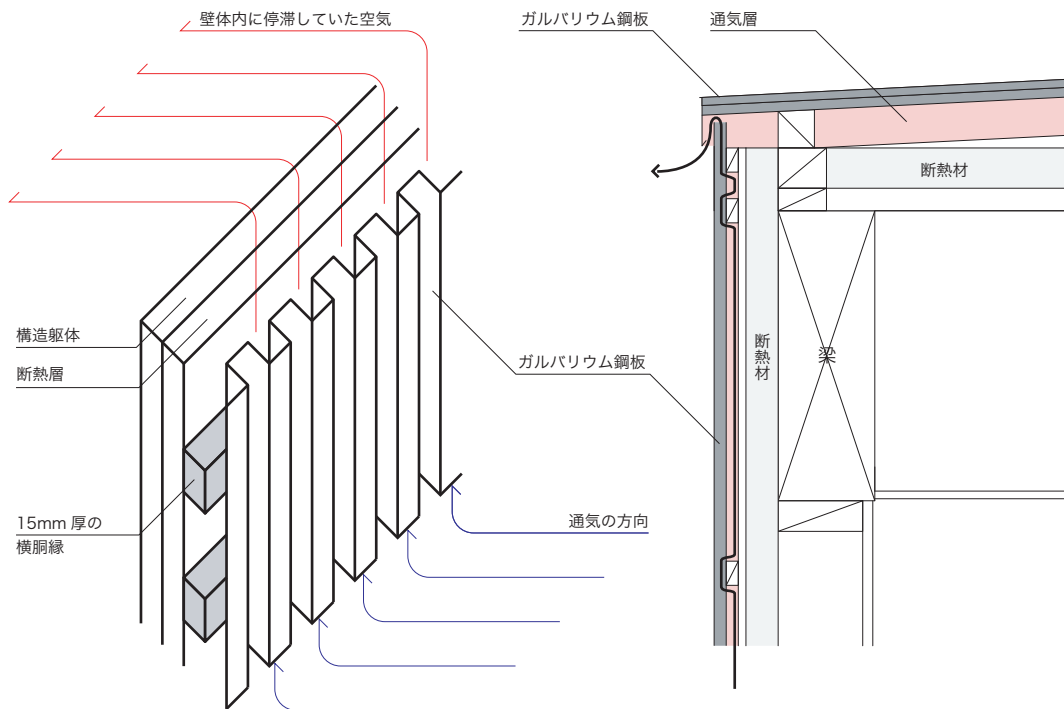 壁体内に停滞していた空気
ガルバリウム鋼板
通気層
断熱材
構造躯体
断熱層
ガルバリウム鋼板
断熱材
梁
15mm 厚の
横胴縁
通気の方向